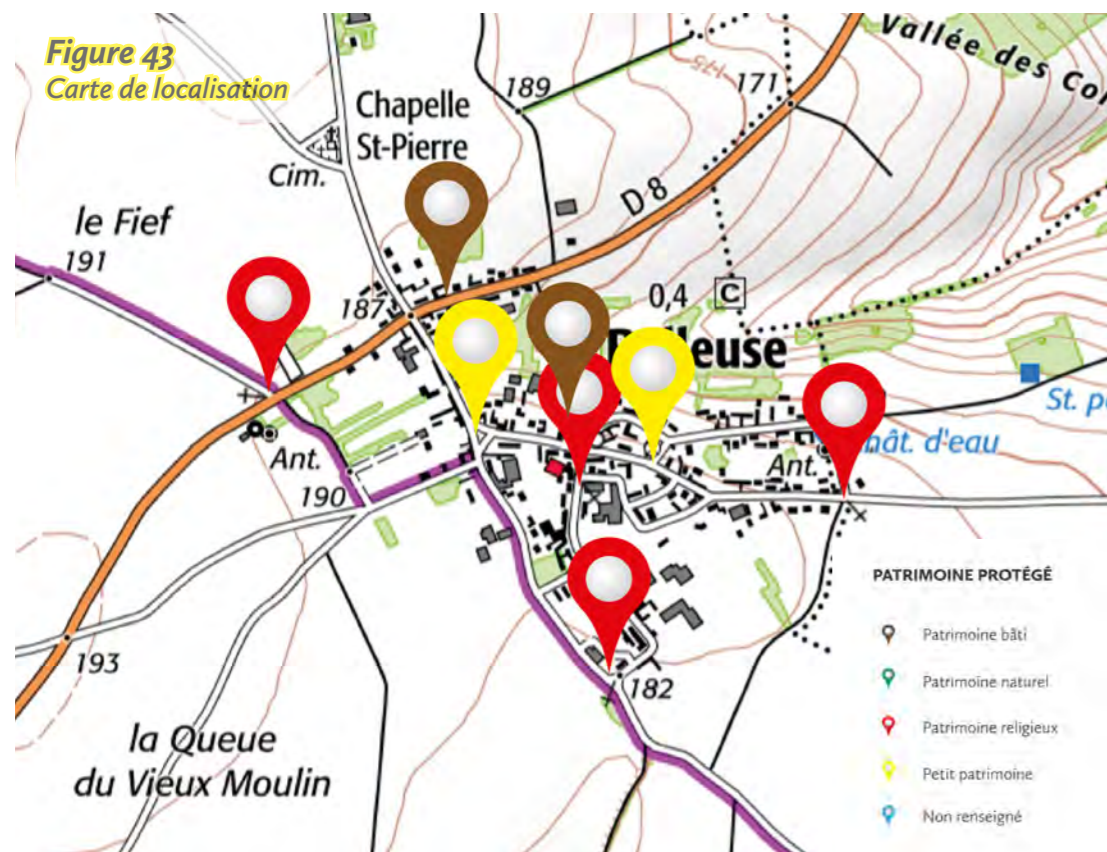 Figure 43
Carte de localisation
Vallée des
175
171
189
Chapelle
St-Pierre
Cim.
D 8
le Fief
191
187
0,4
C
euse
St.
Ant.
Ant.
ât. d'eau
190
193
182
la Queue
du Vieux Moulin
PATRIMOINE PROTÉGÉ
Patrimoine bâti
Patrimoine naturel
Patrimoine religieux
Petit patrimoine
Non renseigné